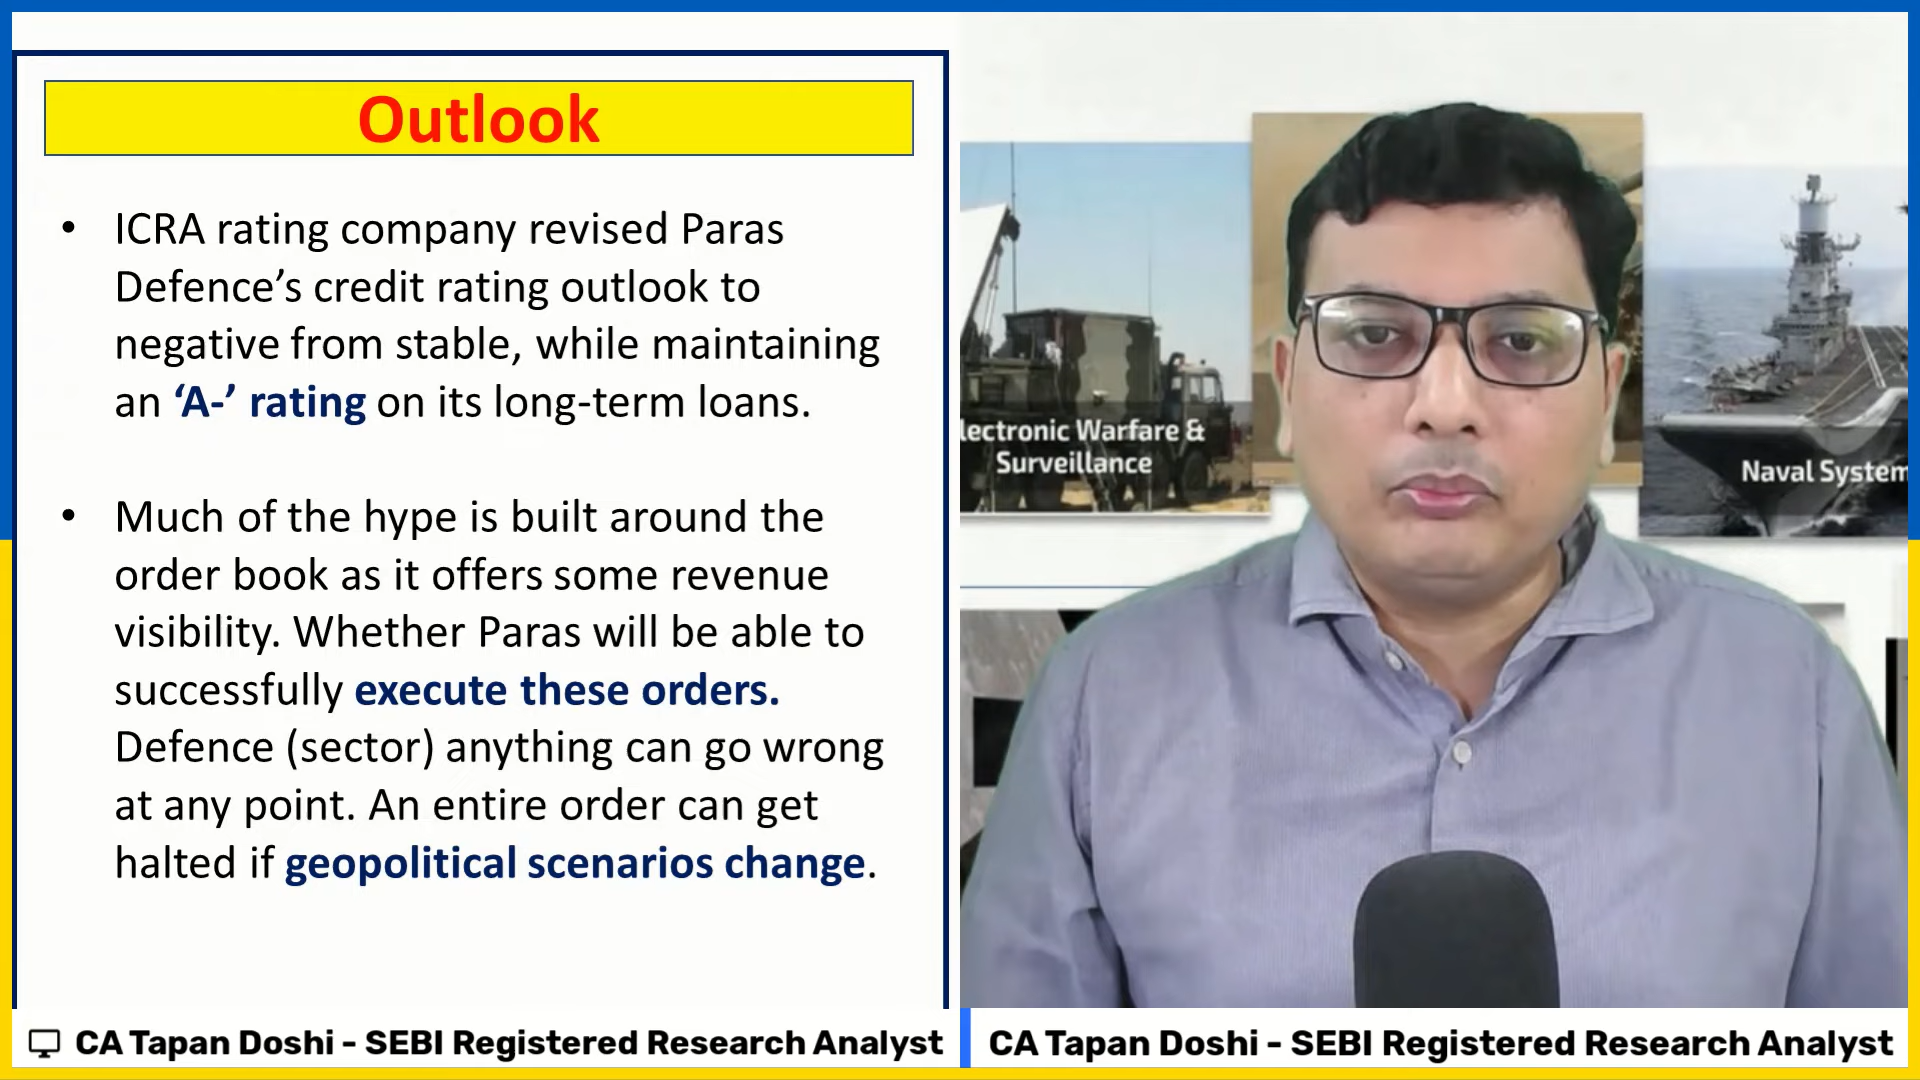 Outlook
• ICRA rating company revised Paras
Defence’s credit rating outlook to
negative from stable, while maintaining
an ‘A-’ rating on its long-term loans.
• Much of the hype is built around the
order book as it offers some revenue
visibility. Whether Paras will be able to
successfully execute these orders.
Defence (sector) anything can go wrong
at any point. An entire order can get
halted if geopolitical scenarios change.
lectronic Warfare &
Surveillance
Naval System
CA Tapan Doshi - SEBI Registered Research Analyst
CA Tapan Doshi - SEBI Registered Research Analyst